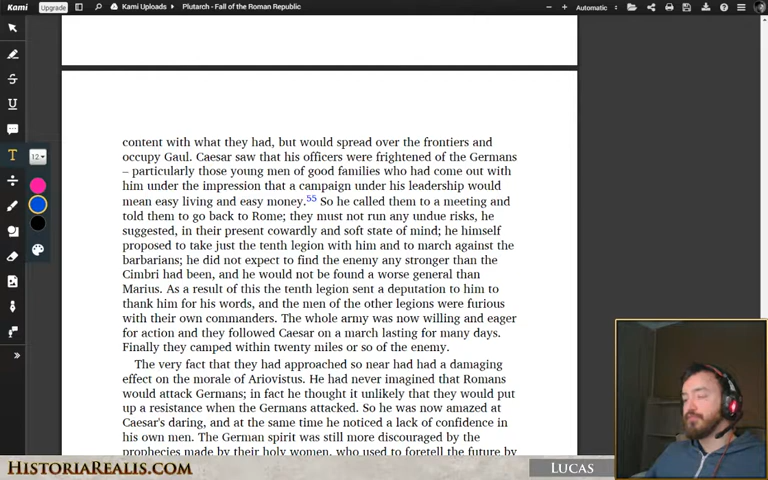 Kami Upgrade Kami Uploads Plutarch - Fall of the Roman Republic Automatic
content with what they had, but would spread over the frontiers and
occupy Gaul. Caesar saw that his officers were frightened of the Germans
– particularly those young men of good families who had come out with
him under the impression that a campaign under his leadership would
mean easy living and easy money.55 So he called them to a meeting and
told them to go back to Rome; they must not run any undue risks, he
suggested, in their present cowardly and soft state of mind; he himself
proposed to take just the tenth legion with him and to march against the
barbarians; he did not expect to find the enemy any stronger than the
Cimbri had been, and he would not be found a worse general than
Marius. As a result of this the tenth legion sent a deputation to him to
thank him for his words, and the men of the other legions were furious
with their own commanders. The whole army was now willing and eager
for action and they followed Caesar on a march lasting for many days.
Finally they camped within twenty miles or so of the enemy.
The very fact that they had approached so near had had a damaging
effect on the morale of Ariovistus. He had never imagined that Romans
would attack Germans; in fact he thought it unlikely that they would put
up a resistance when the Germans attacked. So he was now amazed at
Caesar's daring, and at the same time he noticed a lack of confidence in
his own men. The German spirit was still more discouraged by the
prophecies made by their holy women, who used to foretell the future by
T 12
HISTORIAREALIS.COM
LUCAS